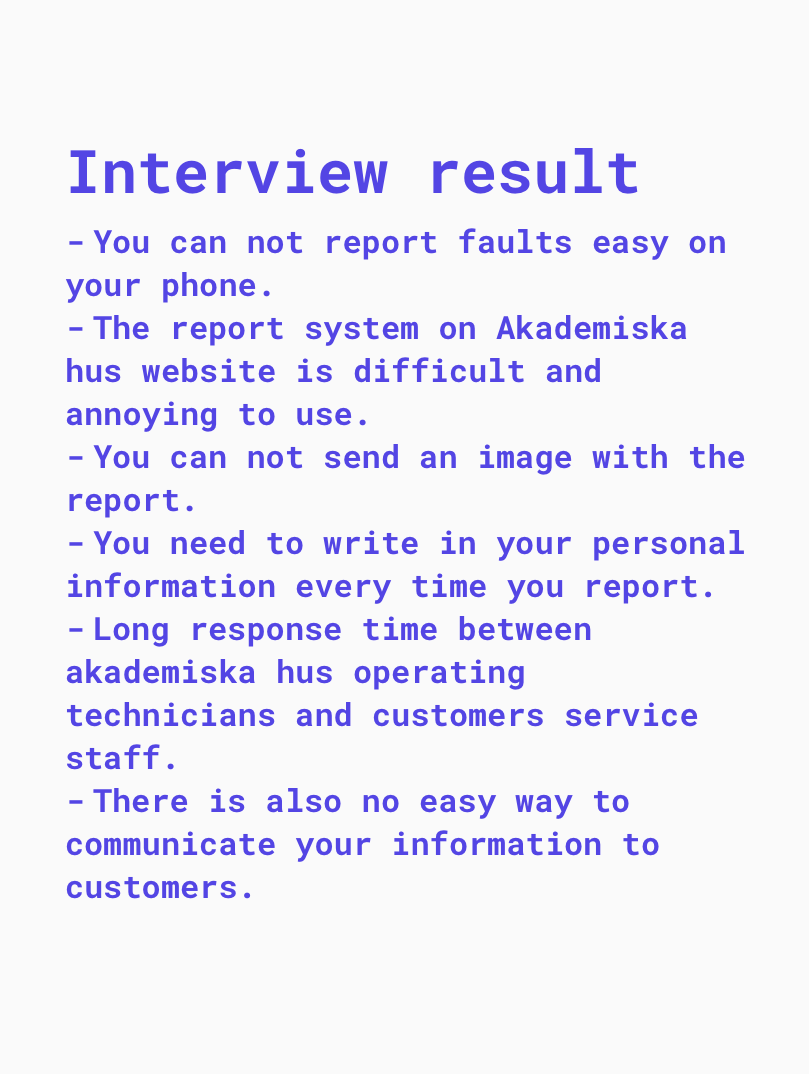 Interview result
- You can not report faults easy on
your phone.
- The report system on Akademiska
hus website is difficult and
annoying to use.
- You can not send an image with the
report.
- You need to write in your personal
information every time you report.
- Long response time between
akademiska hus operating
technicians and customers service
staff.
- There is also no easy way to
communicate your information to
customers.